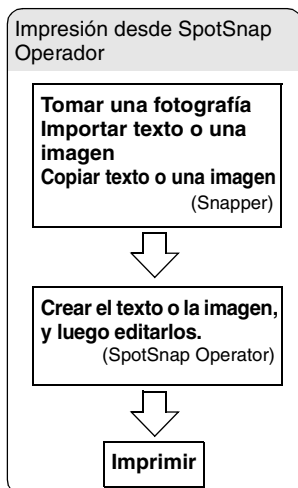 Impresión desde SpotSnap
Operador
Tomar una fotografía
Importar texto o una
imagen
Copiar texto o una imagen
(Snapper)
Crear el texto o la imagen,
y luego editarlos.
(SpotSnap Operator)
Imprimir